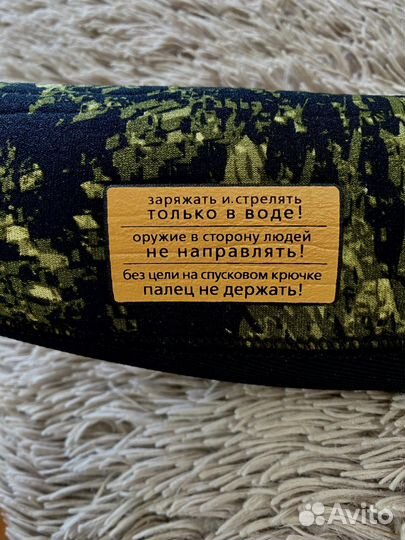 заряжать и стрелять
только в воде!
оружие в сторону людей
не направлять!
без цели на спусковом крючке
палец не держать!
Avito